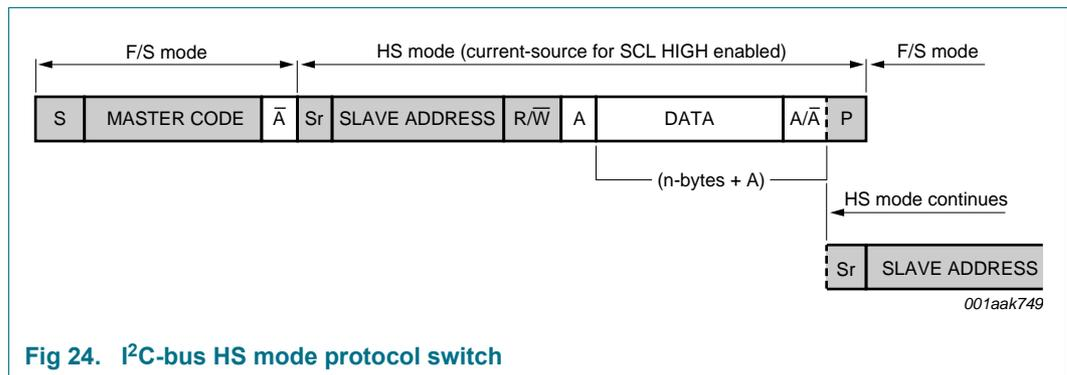 F/S mode HS mode (current-source for SCL HIGH enabled) F/S mode
S MASTER CODE A̅ Sr SLAVE ADDRESS R/W̅ A DATA A/A̅ P
(n-bytes + A)
HS mode continues
Sr SLAVE ADDRESS
001aak749
Fig 24. I²C-bus HS mode protocol switch